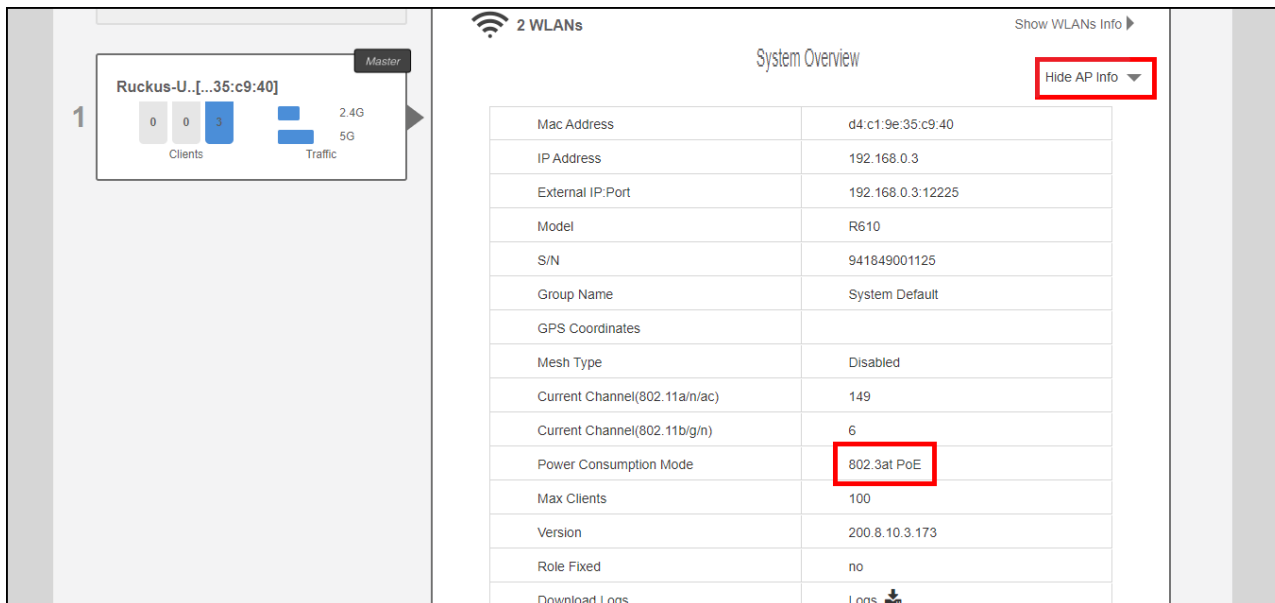 2 WLANs Show WLANs Info
System Overview
Hide AP Info
Master
Ruckus-U..[...35:c9:40]
1
0 0 3 2.4G
5G
Clients Traffic
Mac Address d4:c1:9e:35:c9:40
IP Address 192.168.0.3
External IP:Port 192.168.0.3:12225
Model R610
S/N 941849001125
Group Name System Default
GPS Coordinates
Mesh Type Disabled
Current Channel(802.11a/n/ac) 149
Current Channel(802.11b/g/n) 6
Power Consumption Mode 802.3at PoE
Max Clients 100
Version 200.8.10.3.173
Role Fixed no
Download Logs Logs